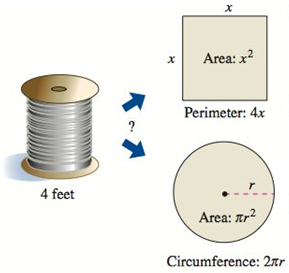 x
x
Area: x²
Perimeter: 4x
?
4 feet
r
Area: πr²
Circumference: 2πr